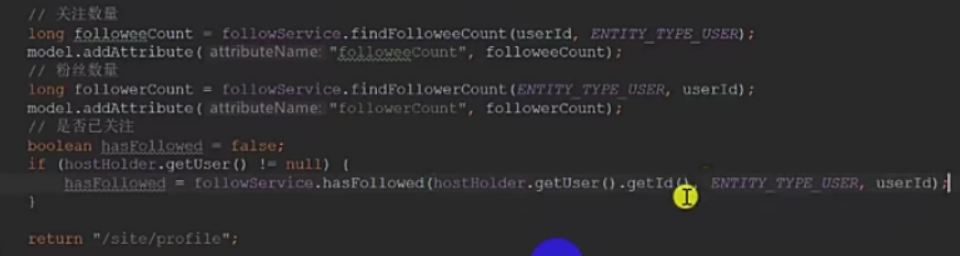 // 关注数量
long followeeCount = followService.findFolloweeCount(userId, ENTITY_TYPE_USER);
model.addAttribute( attributeName: "followeeCount", followeeCount);
// 粉丝数量
long followerCount = followService.findFollowerCount(ENTITY_TYPE_USER, userId);
model.addAttribute( attributeName: "followerCount", followerCount);
// 是否已关注
boolean hasFollowed = false;
if (hostHolder.getUser() != null) {
hasFollowed = followService.hasFollowed(hostHolder.getUser().getId(), ENTITY_TYPE_USER, userId);
}
return "/site/profile";